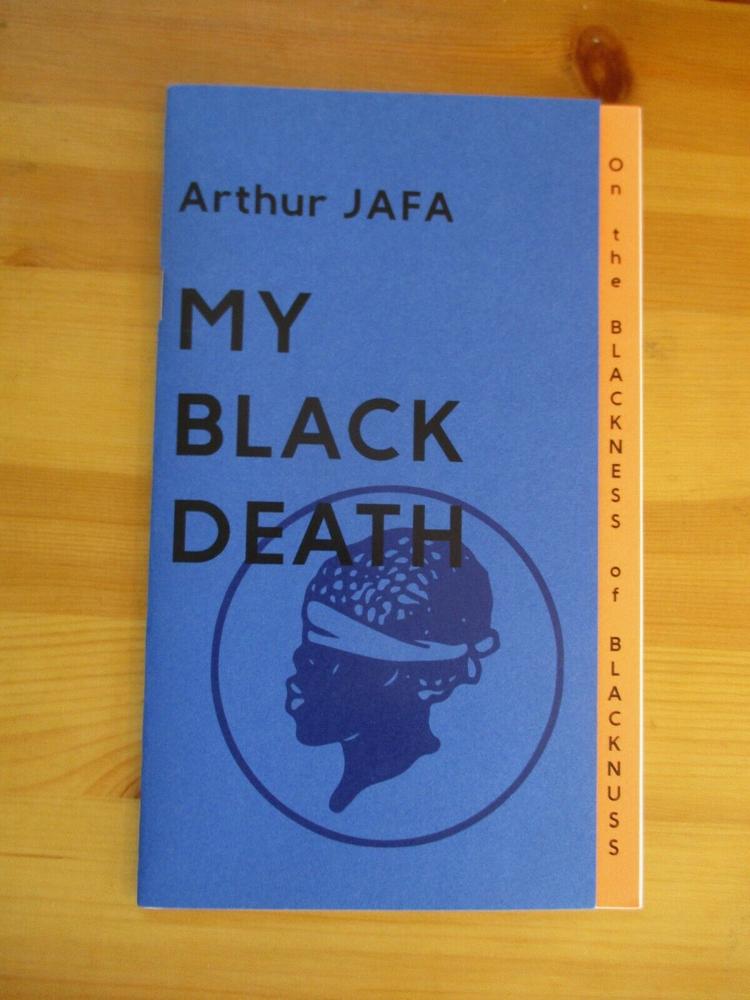 Arthur JAFA
MY
BLACK
DEATH
On the BLACKNESS of BLACKNUSS